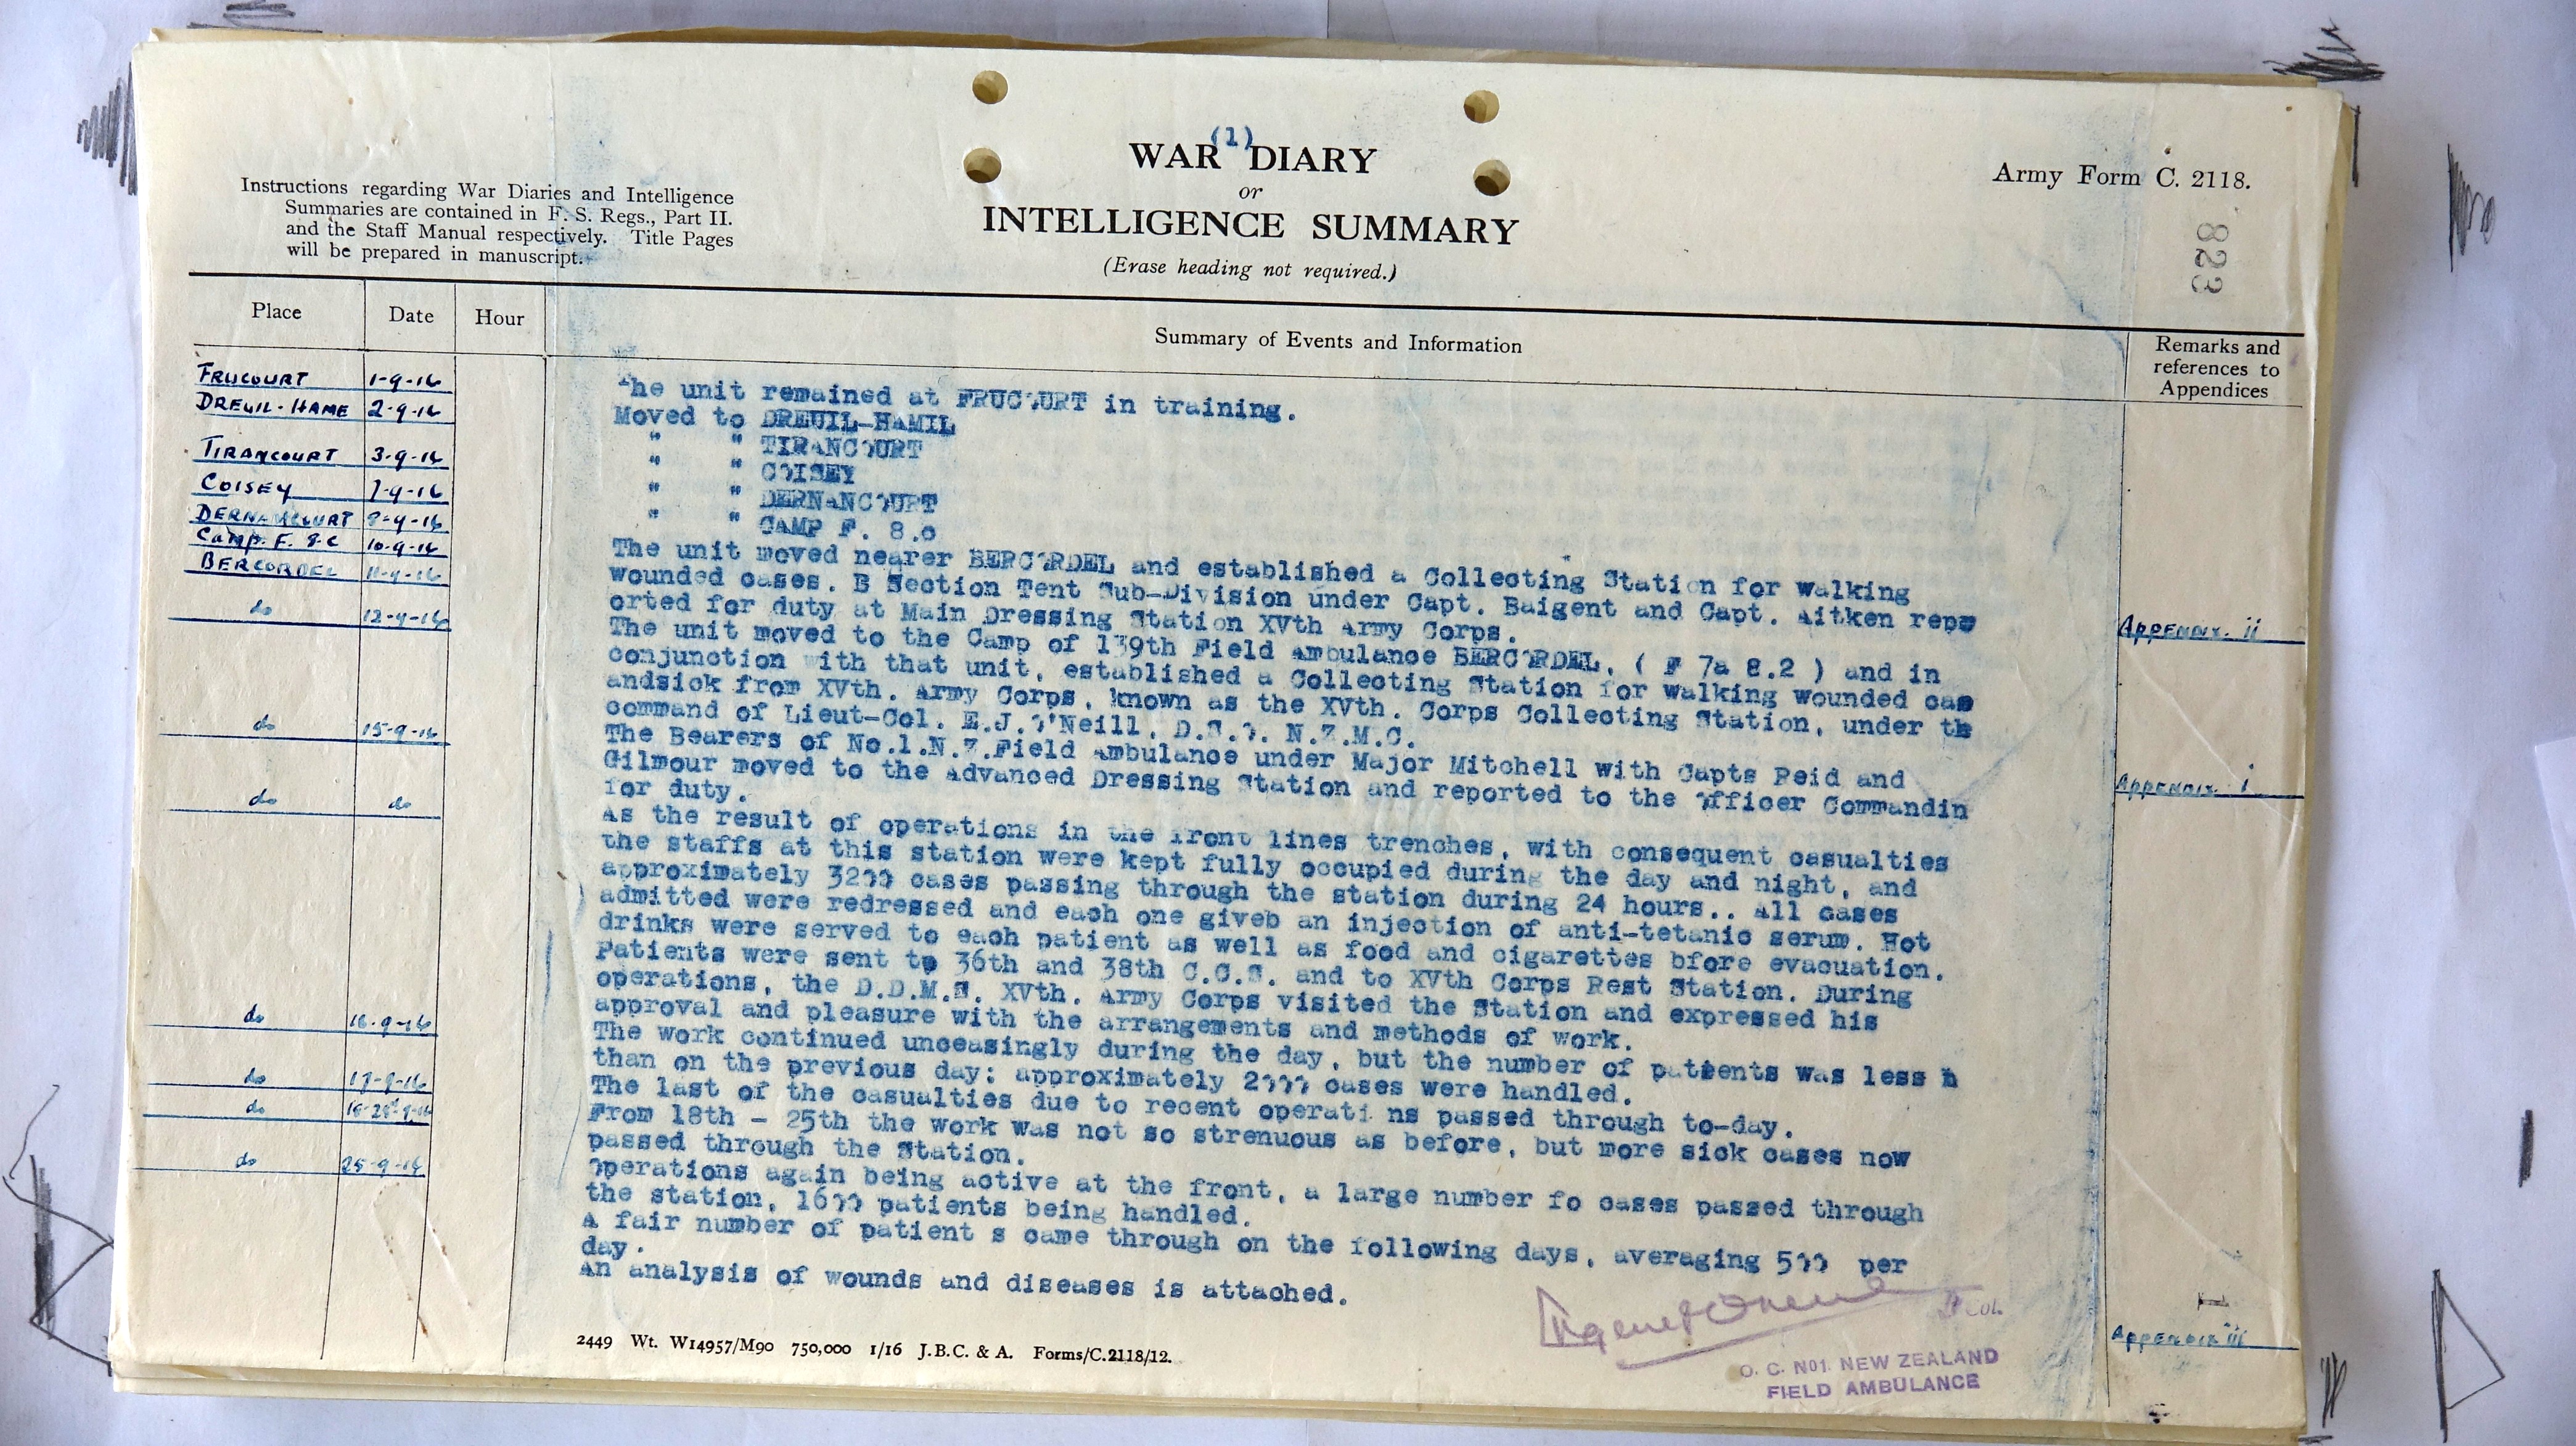 (1)
WAR DIARY
or
INTELLIGENCE SUMMARY
(Erase heading not required.)
Instructions regarding War Diaries and Intelligence
Summaries are contained in F. S. Regs., Part II.
and the Staff Manual respectively. Title Pages
will be prepared in manuscript.
Army Form C. 2118.
823
Place
Date
Hour
Summary of Events and Information
Remarks and
references to
Appendices
FRUCOURT 1-9-16
DREUIL-HAME 2-9-16
TIRANCOURT 3-9-16
COISEY 7-9-16
DERNANCOURT 8-9-16
Camp. F. 8.C 10-9-16
BERCORDEL 11-9-16
do 12-9-16
do 15-9-16
do do
do 16-9-16
do 17-9-16
do
do 25-9-16
The unit remained at FRUCOURT in training.
Moved to DREUIL-HAMIL
" " TIRANCOURT
" " COISEY
" " DERNANCOURT
" " CAMP F. 8.c
The unit moved nearer BERCORDEL and established a Collecting Station for walking
wounded cases. B Section Tent Sub-Division under Capt. Baigent and Capt. Aitken rep
orted for duty at Main Dressing Station XVth Army Corps.
The unit moved to the Camp of 139th Field Ambulance BERCORDEL, ( F 7a 8.2 ) and in
conjunction with that unit, established a Collecting Station for walking wounded cas
andsick from XVth. Army Corps, known as the XVth. Corps Collecting Station, under th
command of Lieut-Col. E.J.O'Neill, D.S.O. N.Z.M.C.
The Bearers of No.1.N.Z.Field Ambulance under Major Mitchell with Capts Reid and
Gilmour moved to the Advanced Dressing Station and reported to the Officer Commandin
for duty.
As the result of operations in the front lines trenches, with consequent casualties
the staffs at this station were kept fully occupied during the day and night, and
approximately 3200 cases passing through the station during 24 hours.. All cases
admitted were redressed and each one giveb an injection of anti-tetanic serum. Hot
drinks were served to each patient as well as food and cigarettes bfore evacuation.
Patients were sent to 36th and 38th C.C.S. and to XVth Corps Rest Station. During
operations, the D.D.M.S. XVth. Army Corps visited the Station and expressed his
approval and pleasure with the arrangements and methods of work.
The work continued unceasingly during the day, but the number of patients was less
than on the previous day; approximately 2000 cases were handled.
The last of the casualties due to recent operati ns passed through to-day.
From 18th - 25th the work was not so strenuous as before, but more sick cases now
passed through the Station.
Operations again being active at the front, a large number fo cases passed through
the station, 1600 patients being handled.
A fair number of patient s came through on the following days, averaging 500 per
day.
An analysis of wounds and diseases is attached.
Appendix. ii
Appendix. i
Appendix iii
Col.
O. C. No1. NEW ZEALAND
FIELD AMBULANCE
2449 Wt. W14957/M90 750,000 1/16 J.B.C. & A. Forms/C.2118/12.